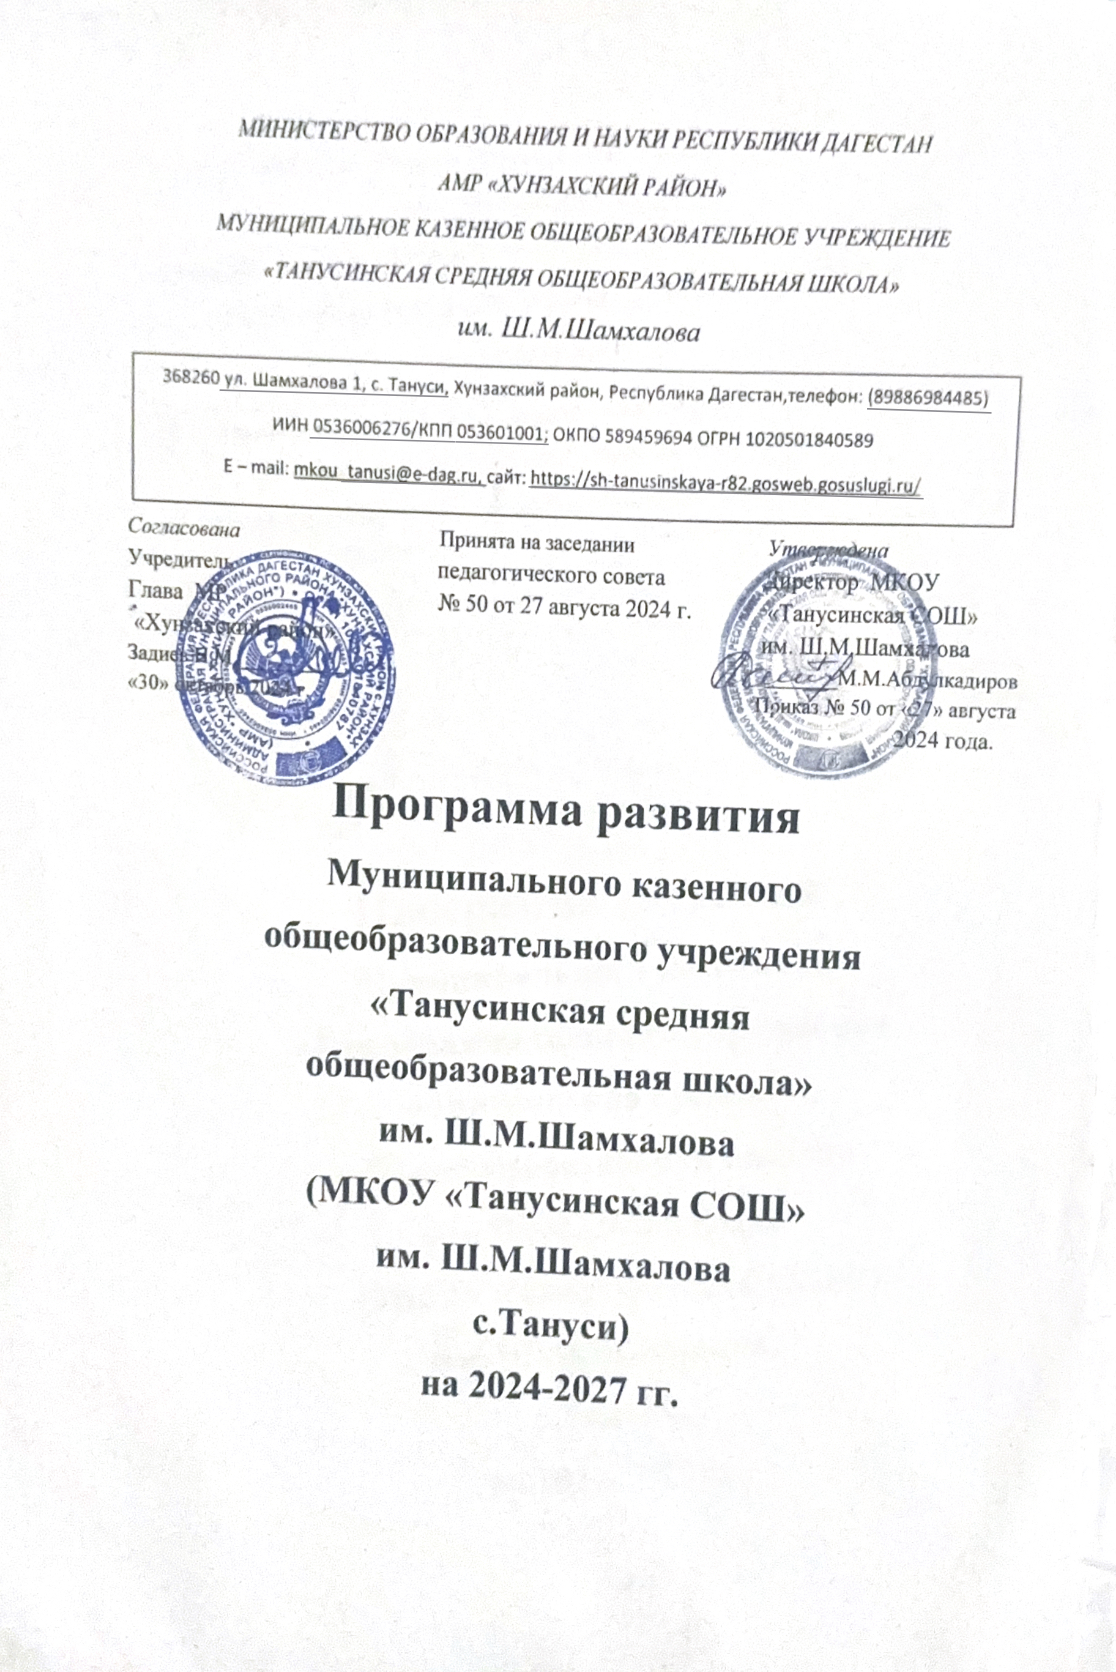 МИНИСТЕРСТВО ОБРАЗОВАНИЯ И НАУКИ РЕСПУБЛИКИ ДАГЕСТАН
АМР «ХУНЗАХСКИЙ РАЙОН»
МУНИЦИПАЛЬНОЕ КАЗЕННОЕ ОБЩЕОБРАЗОВАТЕЛЬНОЕ УЧРЕЖДЕНИЕ
«ТАНУСИНСКАЯ СРЕДНЯЯ ОБЩЕОБРАЗОВАТЕЛЬНАЯ ШКОЛА»
им. Ш.М.Шамхалова
368260 ул. Шамхалова 1, с. Тануси, Хунзахский район, Республика Дагестан,телефон: (89886984485)
ИИН 0536006276/КПП 053601001; ОКПО 589459694 ОГРН 1020501840589
E – mail: mkou_tanusi@e-dag.ru, сайт: https://sh-tanusinskaya-r82.gosweb.gosuslugi.ru/
Согласована
Учредитель
Глава МР
«Хунзахский район»
Задиев
«30» октябрь 2024 г
Принята на заседании
педагогического совета
№ 50 от 27 августа 2024 г.
Утверждена
Директор МКОУ
«Танусинская СОШ»
им. Ш.М.Шамхалова
М.М.Абдулкадиров
Приказ № 50 от «27» августа
2024 года.
Программа развития
Муниципального казенного
общеобразовательного учреждения
«Танусинская средняя
общеобразовательная школа»
им. Ш.М.Шамхалова
(МКОУ «Танусинская СОШ»
им. Ш.М.Шамхалова
с.Тануси)
на 2024-2027 гг.